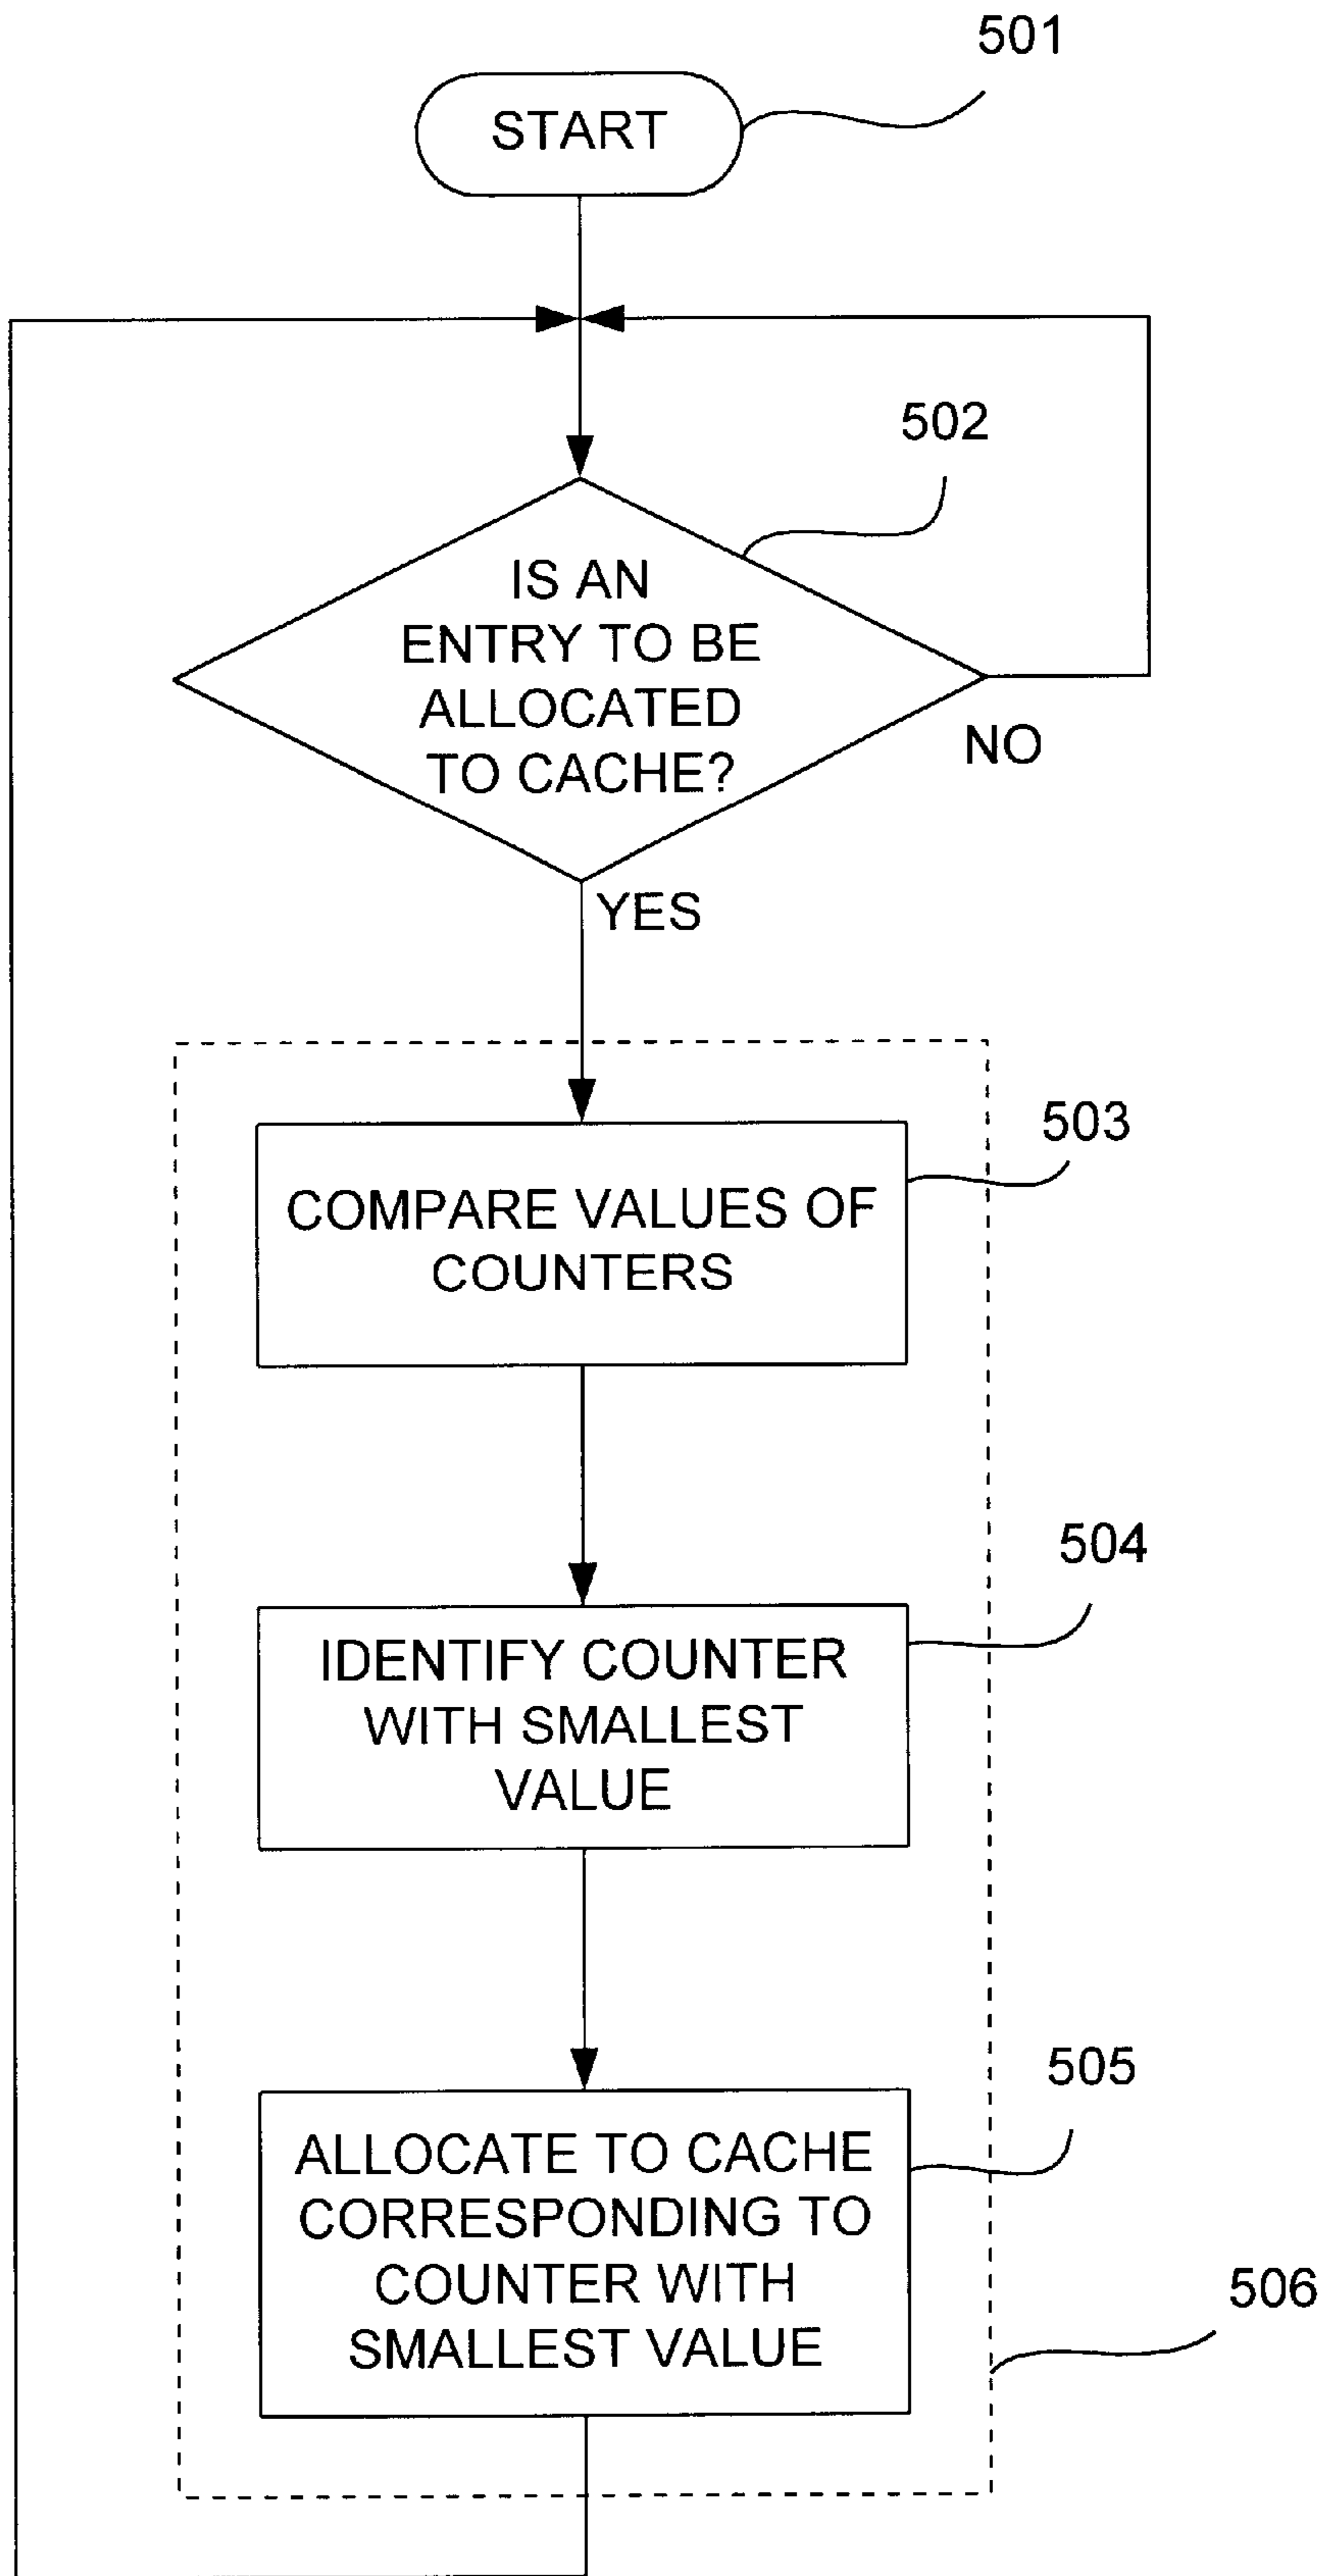 501
START
502
IS AN
ENTRY TO BE
ALLOCATED
TO CACHE?
NO
YES
503
COMPARE VALUES OF
COUNTERS
504
IDENTIFY COUNTER
WITH SMALLEST
VALUE
505
ALLOCATE TO CACHE
CORRESPONDING TO
COUNTER WITH
SMALLEST VALUE
506